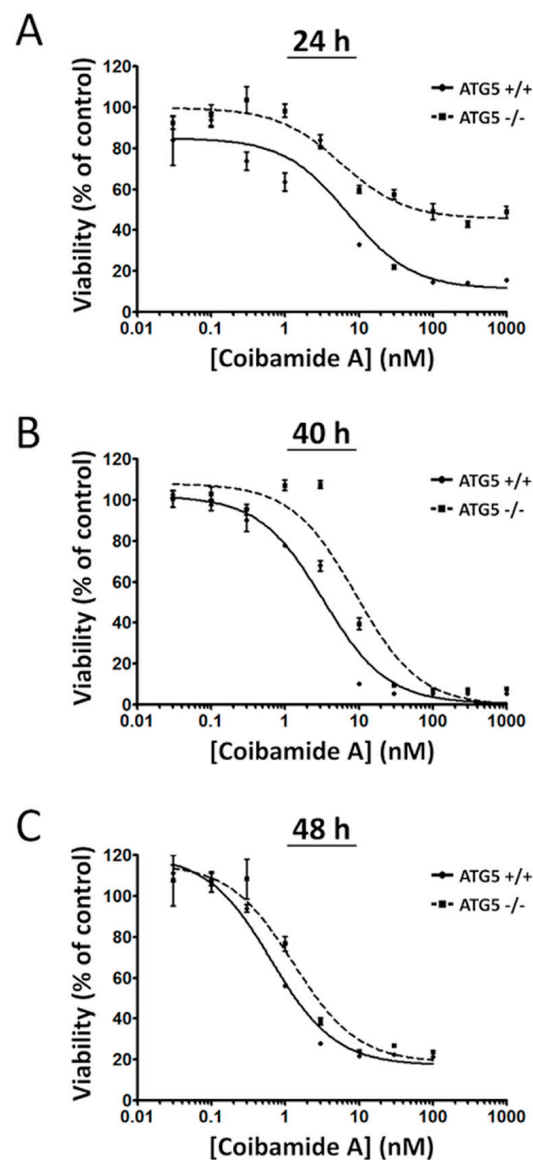 A
24 h
120
100
80
60
40
20
0
Viability (% of control)
ATG5 +/+
ATG5 -/-
0.01 0.1 1 10 100 1000
[Coibamide A] (nM)
B
40 h
120
100
80
60
40
20
0
Viability (% of control)
ATG5 +/+
ATG5 -/-
0.01 0.1 1 10 100 1000
[Coibamide A] (nM)
C
48 h
120
100
80
60
40
20
0
Viability (% of control)
ATG5 +/+
ATG5 -/-
0.01 0.1 1 10 100 1000
[Coibamide A] (nM)